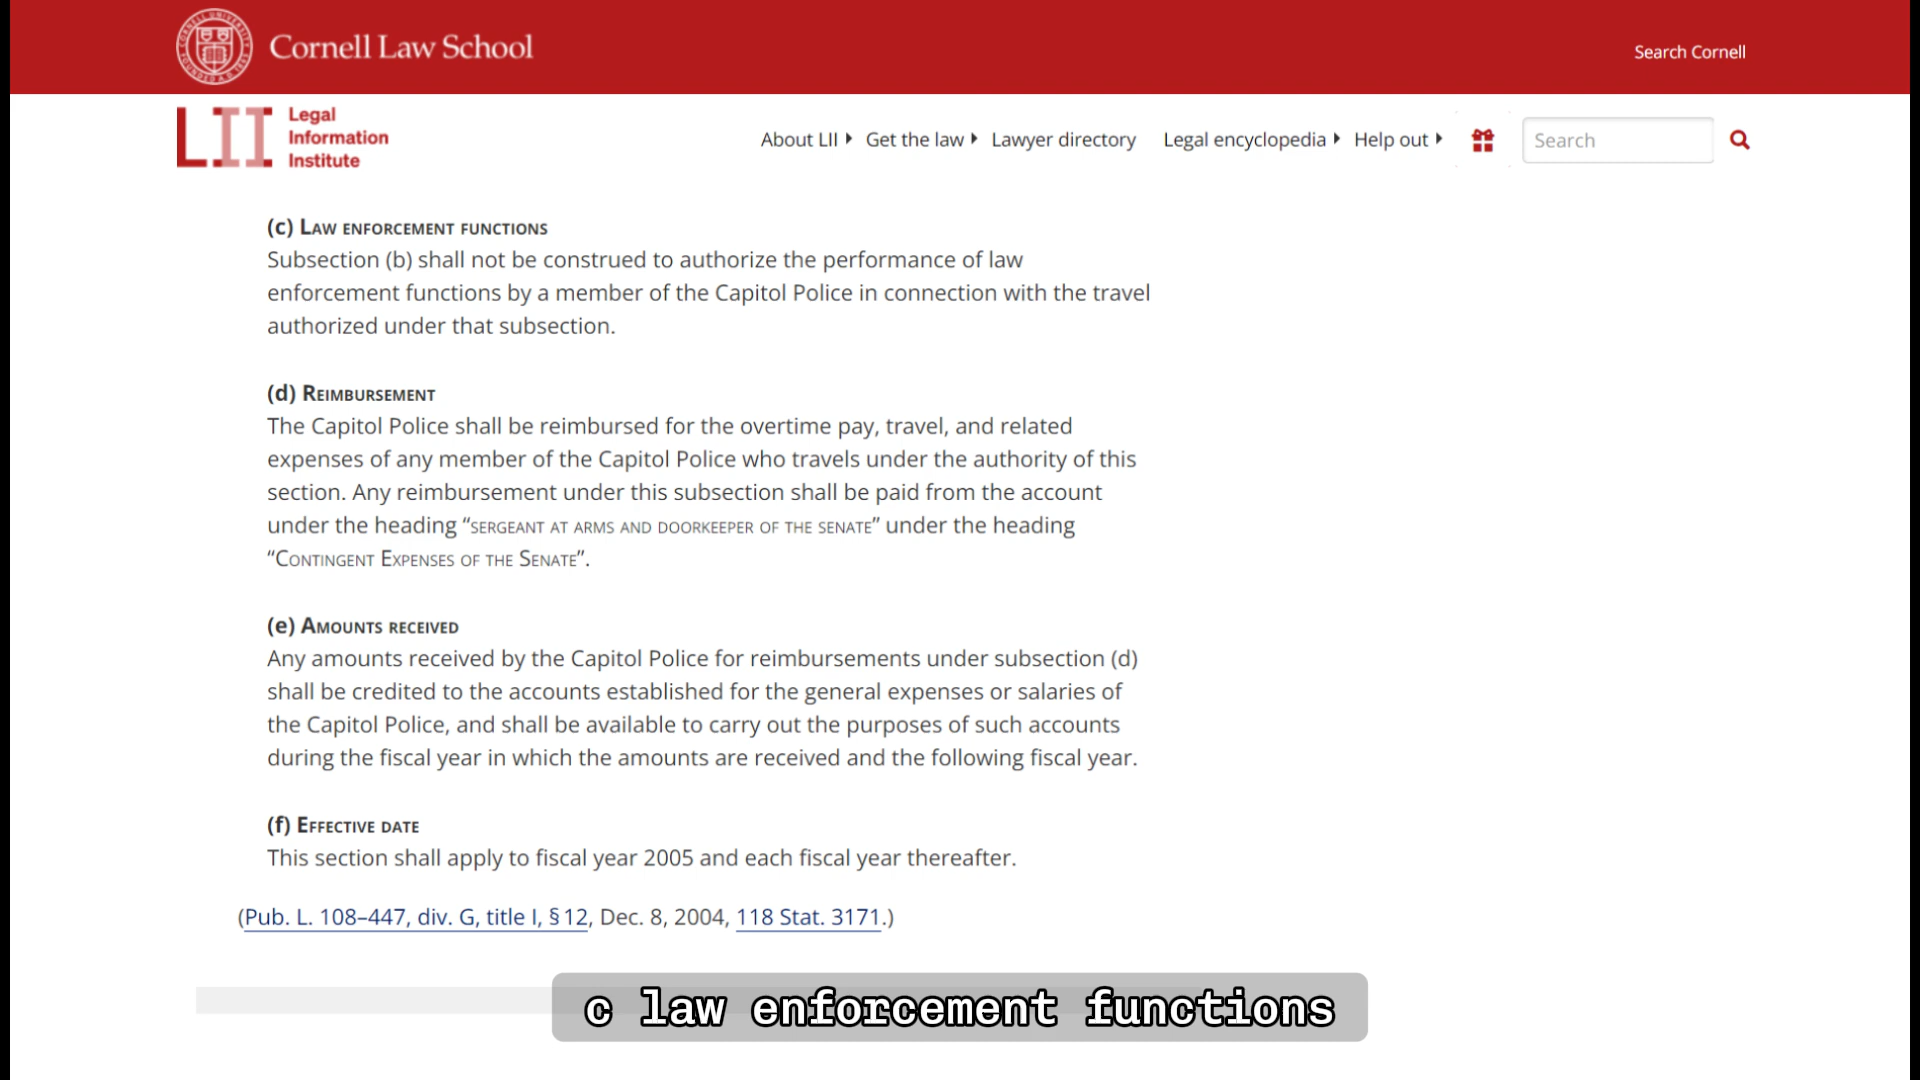 Cornell Law School
Search Cornell
LII Legal
Information
Institute
About LII Get the law Lawyer directory Legal encyclopedia Help out Search
(c) LAW ENFORCEMENT FUNCTIONS
Subsection (b) shall not be construed to authorize the performance of law
enforcement functions by a member of the Capitol Police in connection with the travel
authorized under that subsection.
(d) REIMBURSEMENT
The Capitol Police shall be reimbursed for the overtime pay, travel, and related
expenses of any member of the Capitol Police who travels under the authority of this
section. Any reimbursement under this subsection shall be paid from the account
under the heading “SERGEANT AT ARMS AND DOORKEEPER OF THE SENATE” under the heading
“CONTINGENT EXPENSES OF THE SENATE”.
(e) AMOUNTS RECEIVED
Any amounts received by the Capitol Police for reimbursements under subsection (d)
shall be credited to the accounts established for the general expenses or salaries of
the Capitol Police, and shall be available to carry out the purposes of such accounts
during the fiscal year in which the amounts are received and the following fiscal year.
(f) EFFECTIVE DATE
This section shall apply to fiscal year 2005 and each fiscal year thereafter.
(Pub. L. 108–447, div. G, title I, § 12, Dec. 8, 2004, 118 Stat. 3171.)
c law enforcement functions